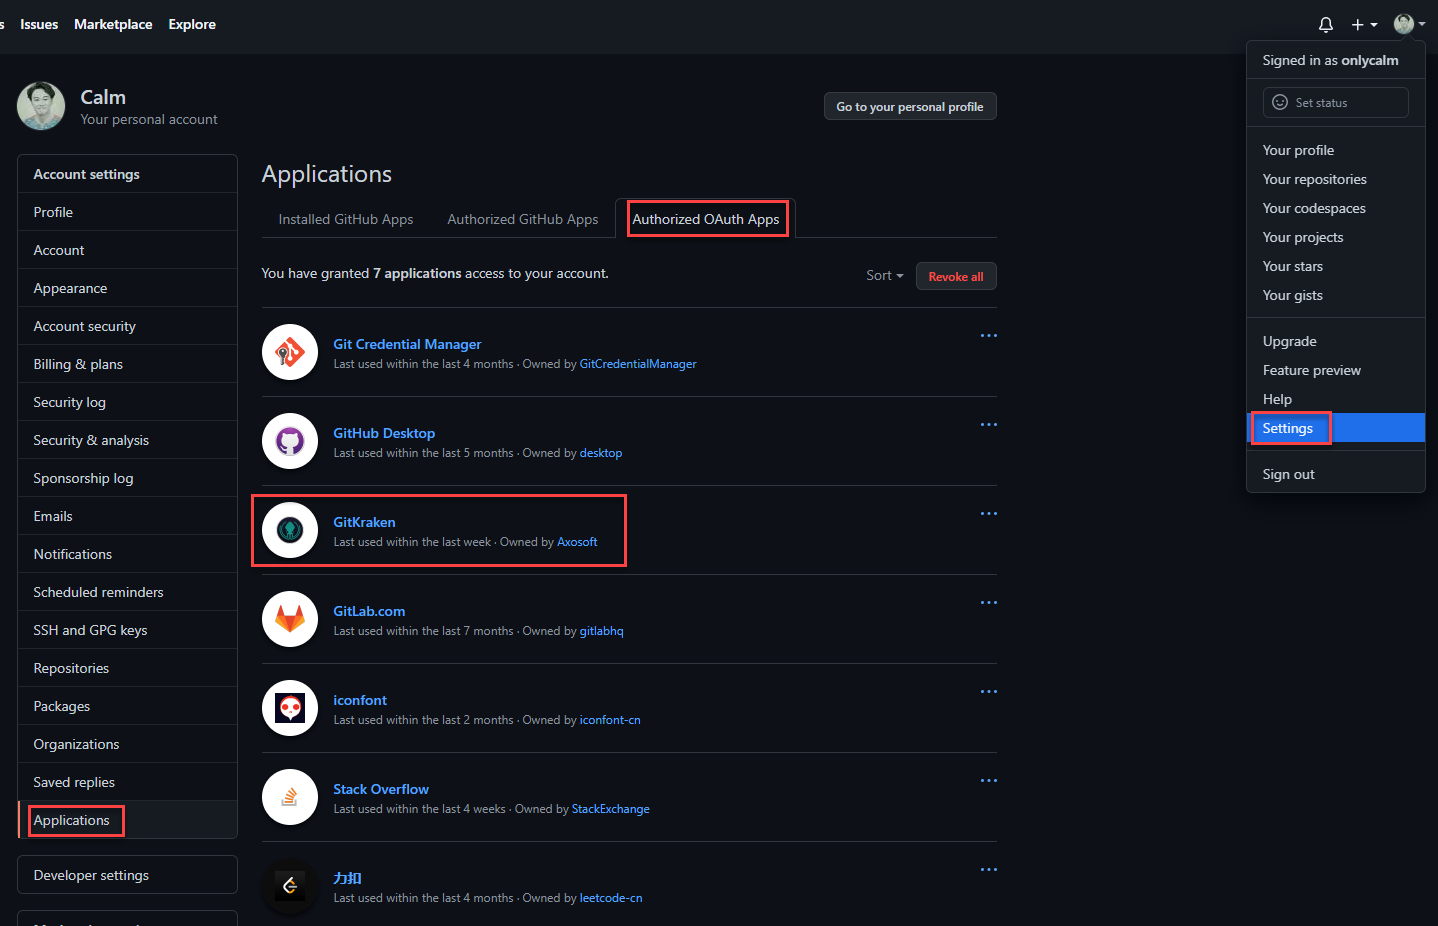 Issues Marketplace Explore
Signed in as onlycalm
Set status
Your profile
Your repositories
Your codespaces
Your projects
Your stars
Your gists
Upgrade
Feature preview
Help
Settings
Sign out
Calm
Your personal account
Go to your personal profile
Account settings
Profile
Account
Appearance
Account security
Billing & plans
Security log
Security & analysis
Sponsorship log
Emails
Notifications
Scheduled reminders
SSH and GPG keys
Repositories
Packages
Organizations
Saved replies
Applications
Developer settings
Applications
Installed GitHub Apps Authorized GitHub Apps Authorized OAuth Apps
You have granted 7 applications access to your account. Sort Revoke all
Git Credential Manager
Last used within the last 4 months · Owned by GitCredentialManager
GitHub Desktop
Last used within the last 5 months · Owned by desktop
GitKraken
Last used within the last week · Owned by Axosoft
GitLab.com
Last used within the last 7 months · Owned by gitlabhq
iconfont
Last used within the last 2 months · Owned by iconfont-cn
Stack Overflow
Last used within the last 4 weeks · Owned by StackExchange
力扣
Last used within the last 4 months · Owned by leetcode-cn